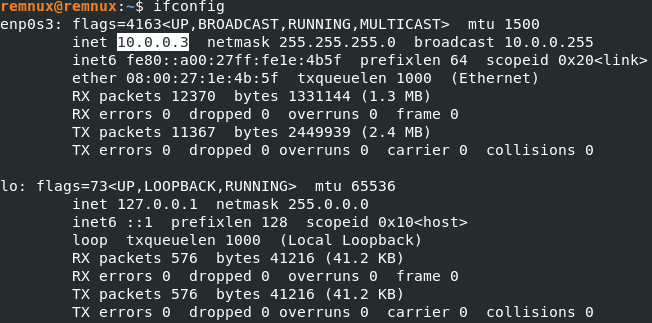 remnux@remnux:~$ ifconfig
enp0s3: flags=4163<UP,BROADCAST,RUNNING,MULTICAST>  mtu 1500
        inet 10.0.0.3  netmask 255.255.255.0  broadcast 10.0.0.255
        inet6 fe80::a00:27ff:fe1e:4b5f  prefixlen 64  scopeid 0x20<link>
        ether 08:00:27:1e:4b:5f  txqueuelen 1000  (Ethernet)
        RX packets 12370  bytes 1331144 (1.3 MB)
        RX errors 0  dropped 0  overruns 0  frame 0
        TX packets 11367  bytes 2449939 (2.4 MB)
        TX errors 0  dropped 0 overruns 0  carrier 0  collisions 0

lo: flags=73<UP,LOOPBACK,RUNNING>  mtu 65536
        inet 127.0.0.1  netmask 255.0.0.0
        inet6 ::1  prefixlen 128  scopeid 0x10<host>
        loop  txqueuelen 1000  (Local Loopback)
        RX packets 576  bytes 41216 (41.2 KB)
        RX errors 0  dropped 0  overruns 0  frame 0
        TX packets 576  bytes 41216 (41.2 KB)
        TX errors 0  dropped 0 overruns 0  carrier 0  collisions 0